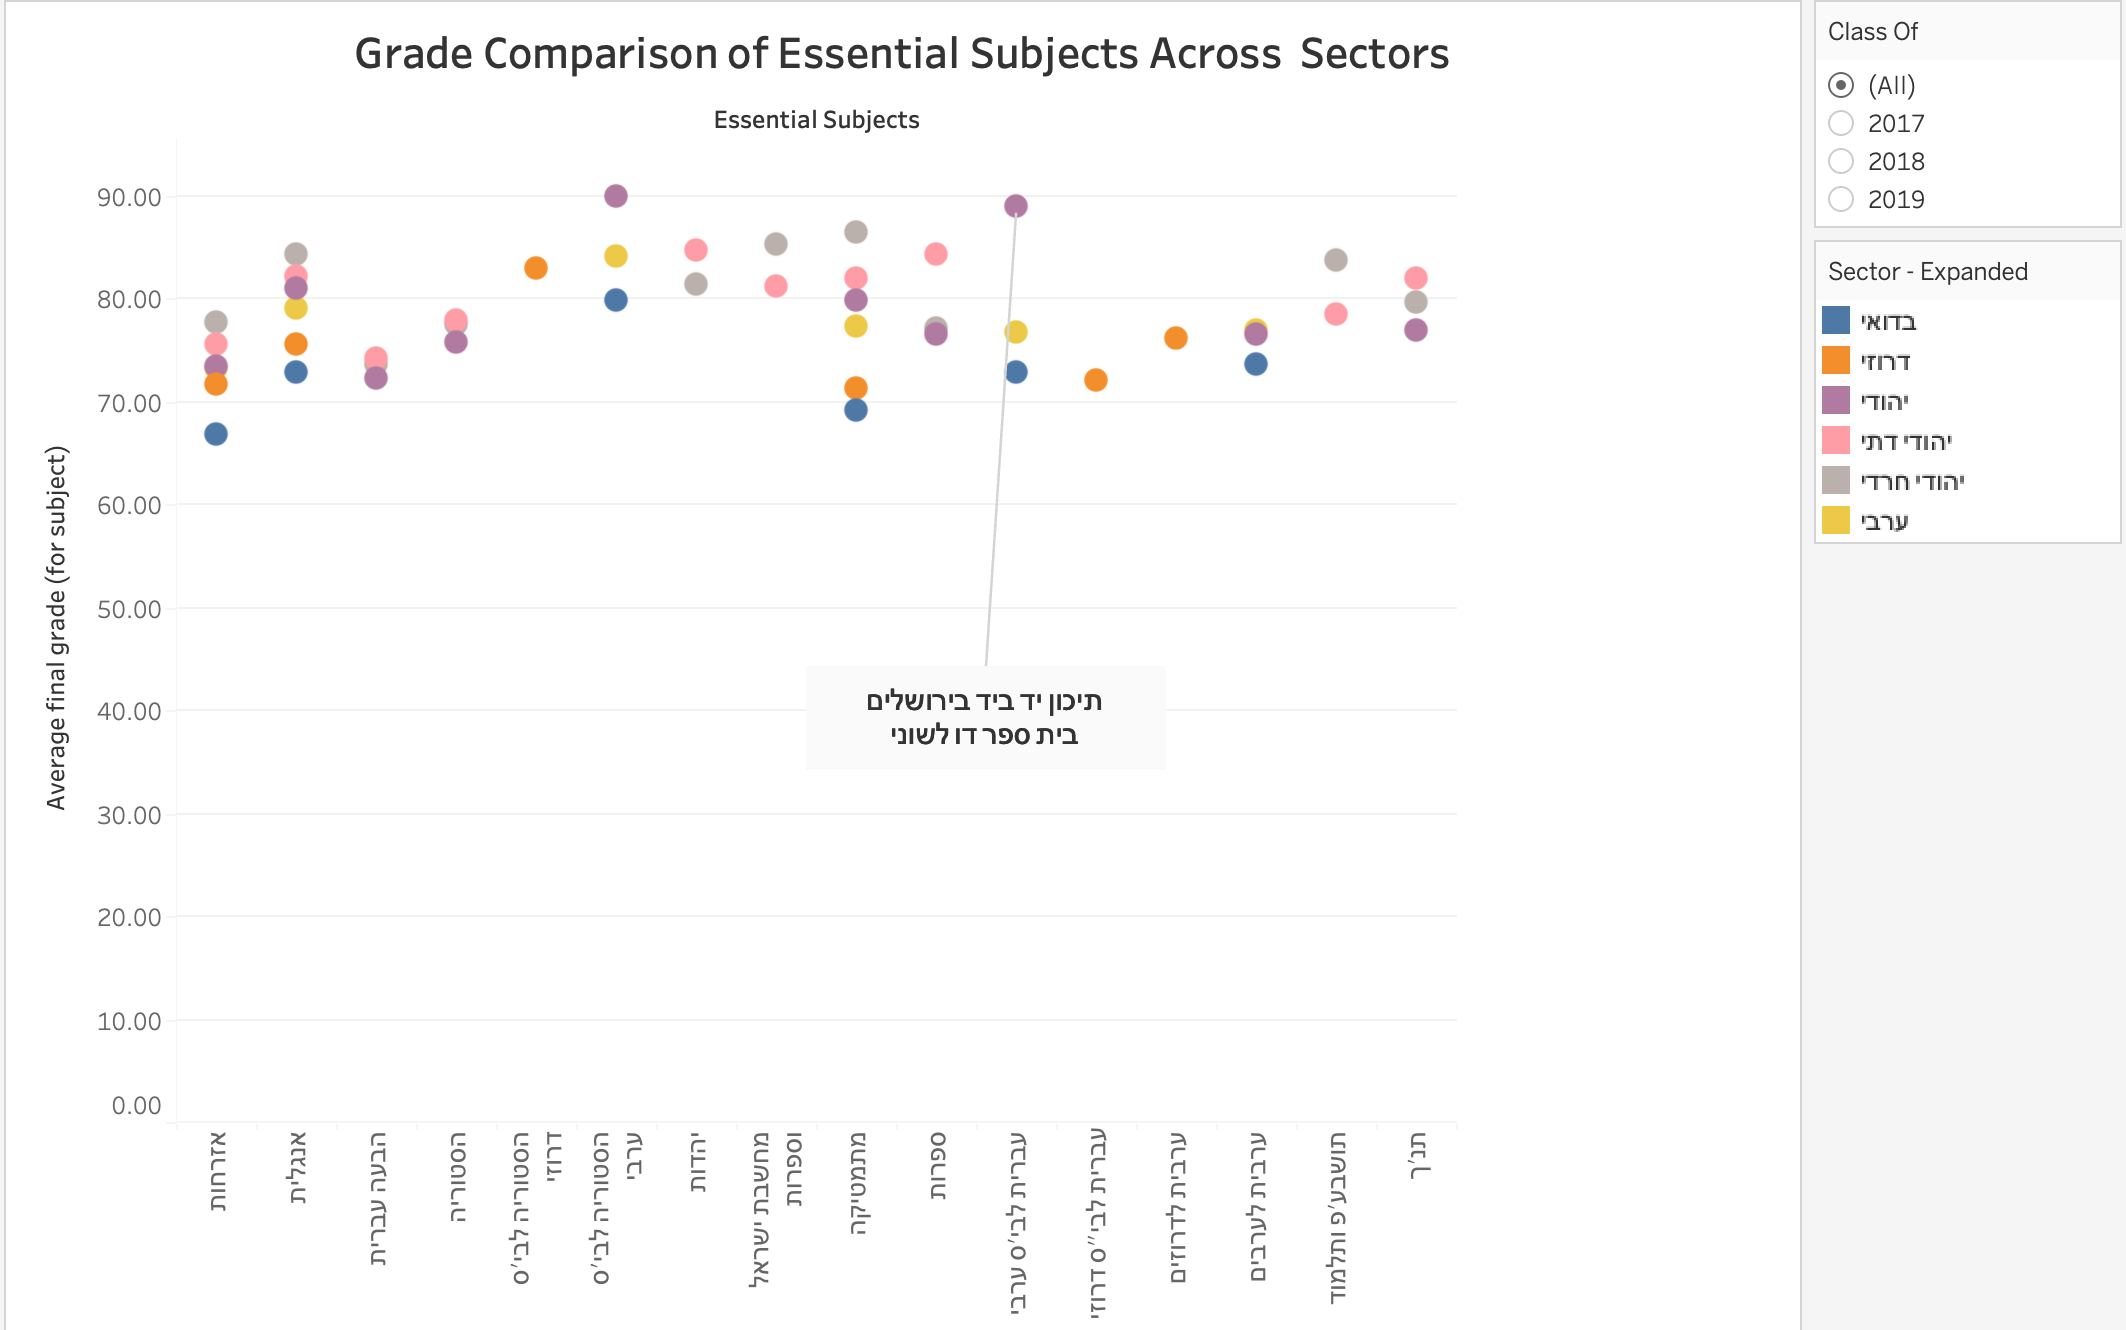 Grade Comparison of Essential Subjects Across Sectors
Essential Subjects
Average final grade (for subject)
90.00
80.00
70.00
60.00
50.00
40.00
30.00
20.00
10.00
0.00
תיכון יד ביד בירושלים
בית ספר דו לשוני
אזרחות
אנגלית
הבעה עברית
הסטוריה
הסטוריה לבי'ס
דרוזי
הסטוריה לבי'ס
ערבי
יהדות
מחשבת ישראל
וספרות
מתמטיקה
ספרות
עברית לבי'ס ערבי
עברית לבי"ס דרוזי
ערבית לדרוזים
ערבית לערבים
תושבע'פ ותלמוד
תנ'ך
Class Of
(All)
2017
2018
2019
Sector - Expanded
בדואי
דרוזי
יהודי
יהודי דתי
יהודי חרדי
ערבי